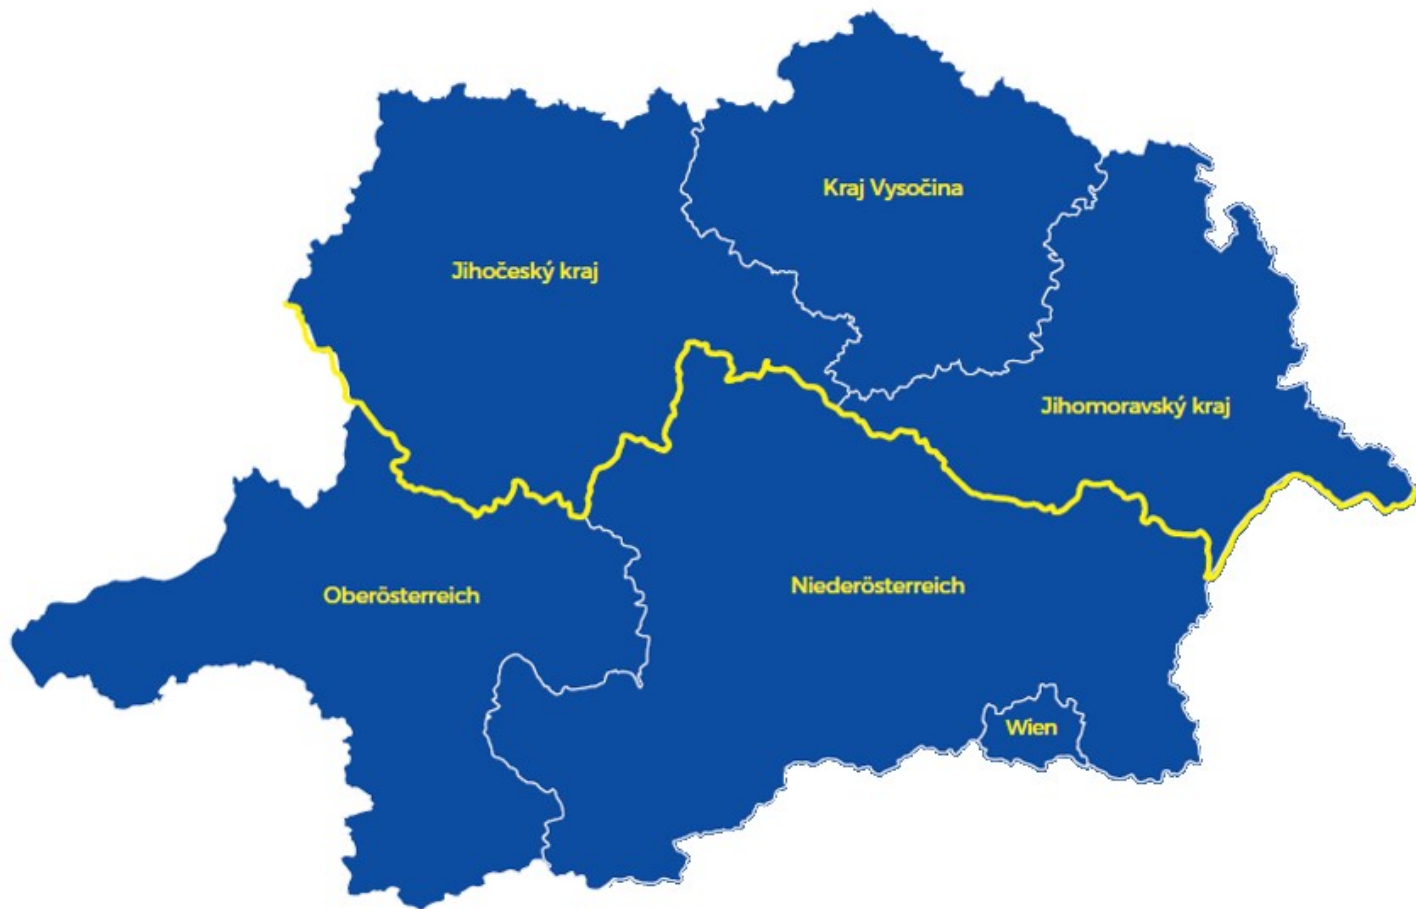 Kraj Vysočina
Jihočeský kraj
Jihomoravský kraj
Oberösterreich
Niederösterreich
Wien